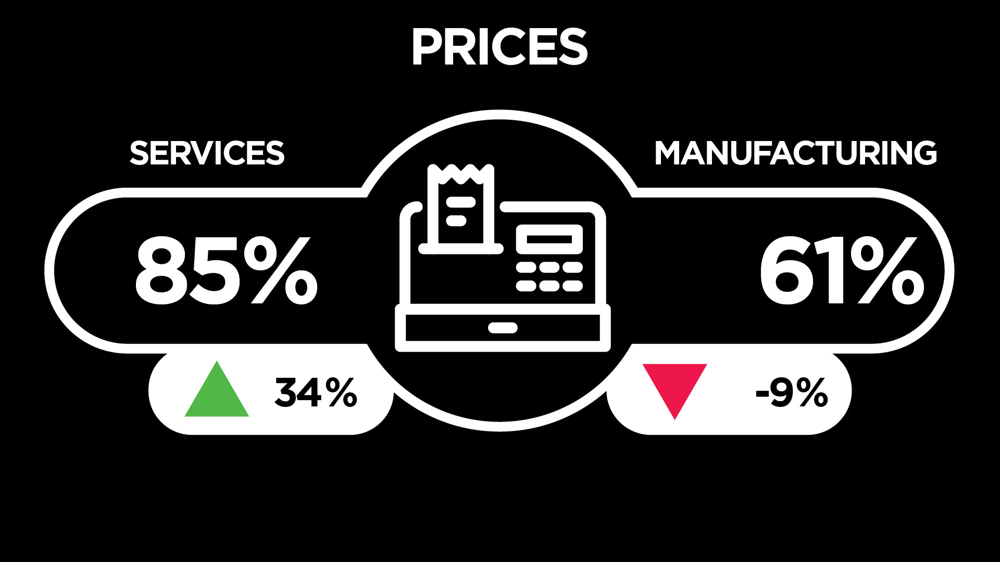 PRICES
SERVICES
MANUFACTURING
85%
61%
34%
-9%